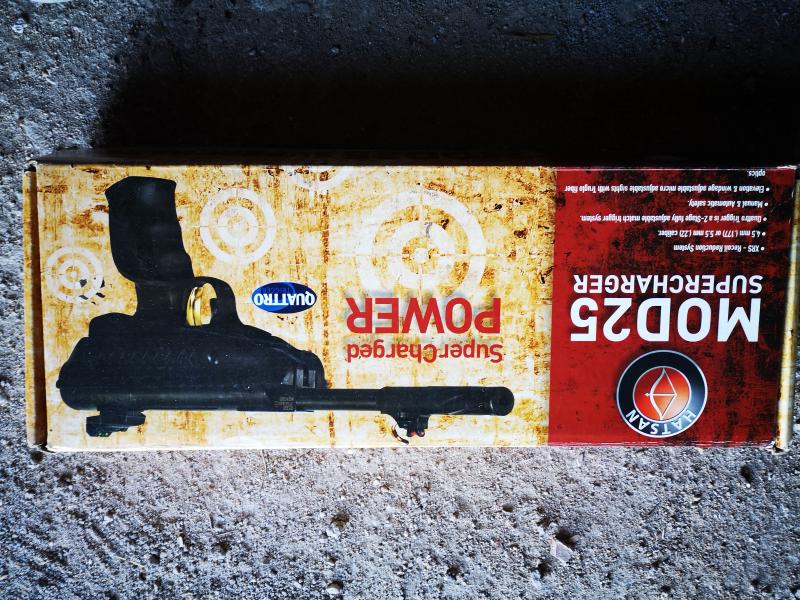 HATSAN
MOD25
SUPERCHARGER
• XRS - Recoil Reduction System
• 4.5 mm (.177) or 5.5 mm (.22) caliber.
• Quattro Trigger is a 2-Stage fully adjustable match trigger system.
• Manual & Automatic safety.
• Elevation & windage micro adjustable sights with Truglo fiber
optics.
Super Charged
POWER
QUATTRO
TRIGGER